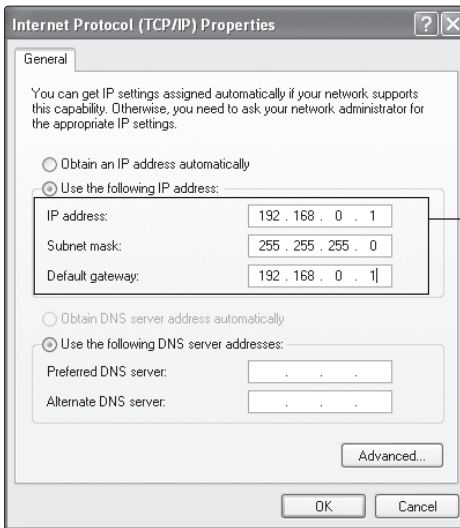 Internet Protocol (TCP/IP) Properties
General
You can get IP settings assigned automatically if your network supports
this capability. Otherwise, you need to ask your network administrator for
the appropriate IP settings.
Obtain an IP address automatically
Use the following IP address:
IP address: 192 . 168 . 0 . 1
Subnet mask: 255 . 255 . 255 . 0
Default gateway: 192 . 168 . 0 . 1
Obtain DNS server address automatically
Use the following DNS server addresses:
Preferred DNS server: . . .
Alternate DNS server: . . .
Advanced...
OK Cancel